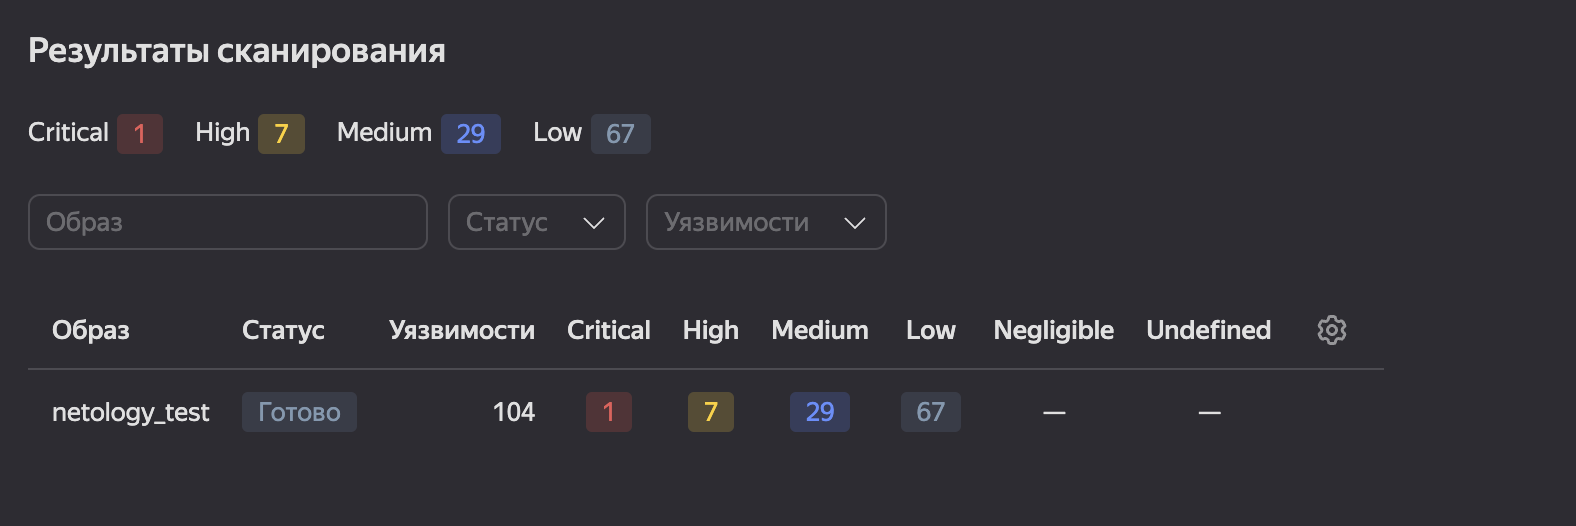 Результаты сканирования
Critical 1 High 7 Medium 29 Low 67
Образ Статус Уязвимости
Образ Статус Уязвимости Critical High Medium Low Negligible Undefined
netology_test Готово 104 1 7 29 67 — —